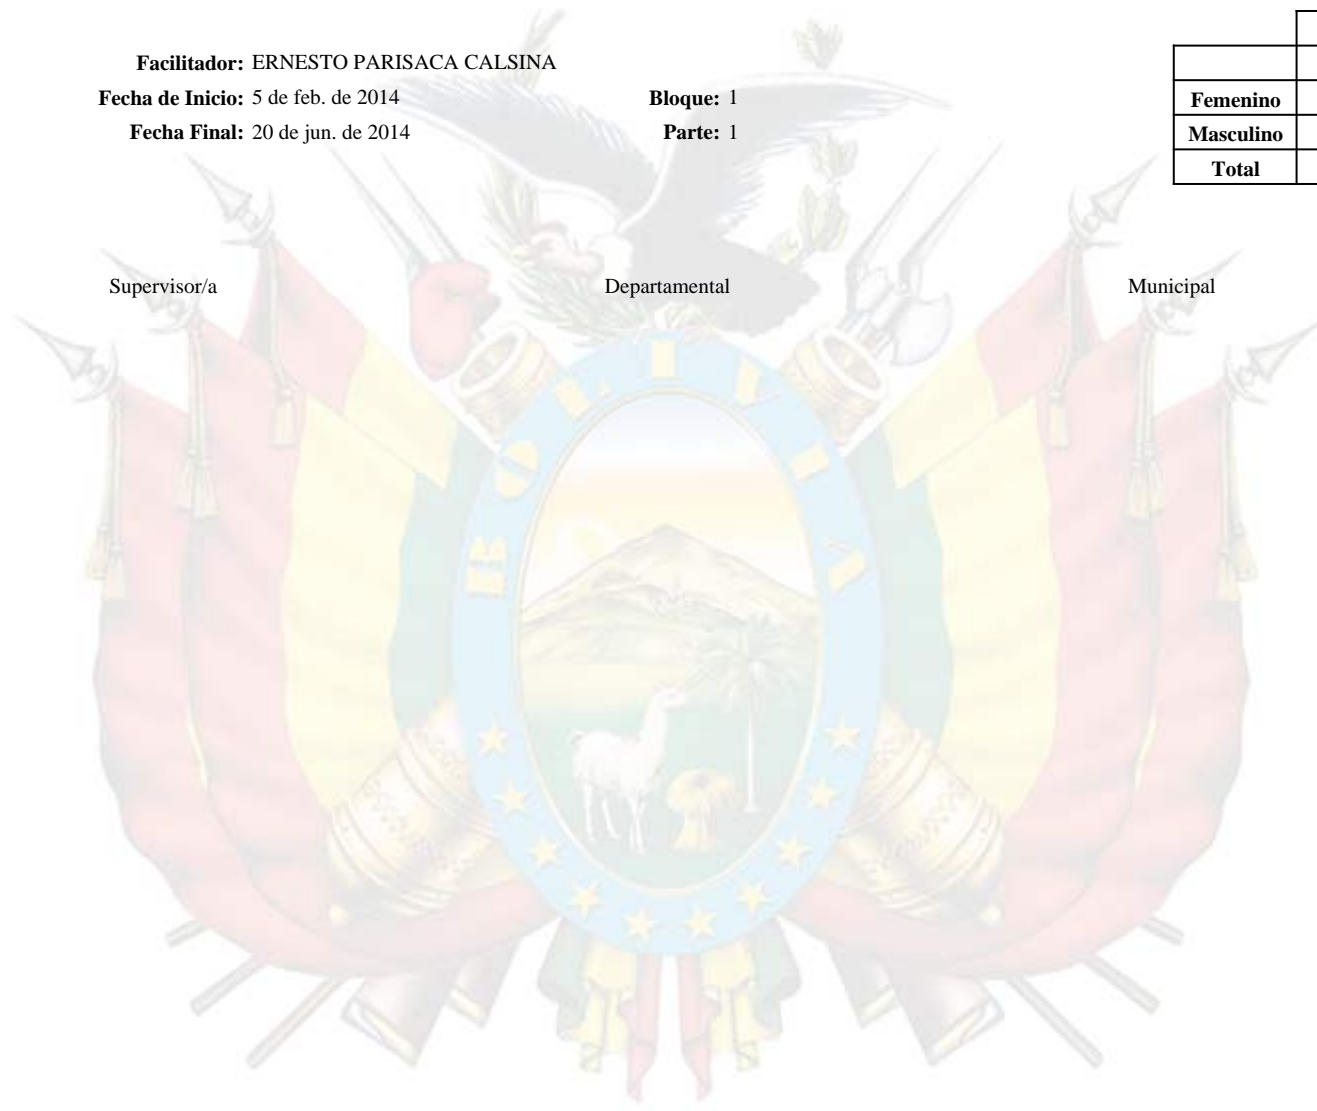 Facilitador: ERNESTO PARISACA CALSINA
Fecha de Inicio: 5 de feb. de 2014 Bloque: 1
Fecha Final: 20 de jun. de 2014 Parte: 1
Femenino
Masculino
Total
Supervisor/a Departamental Municipal
BOLIVIA